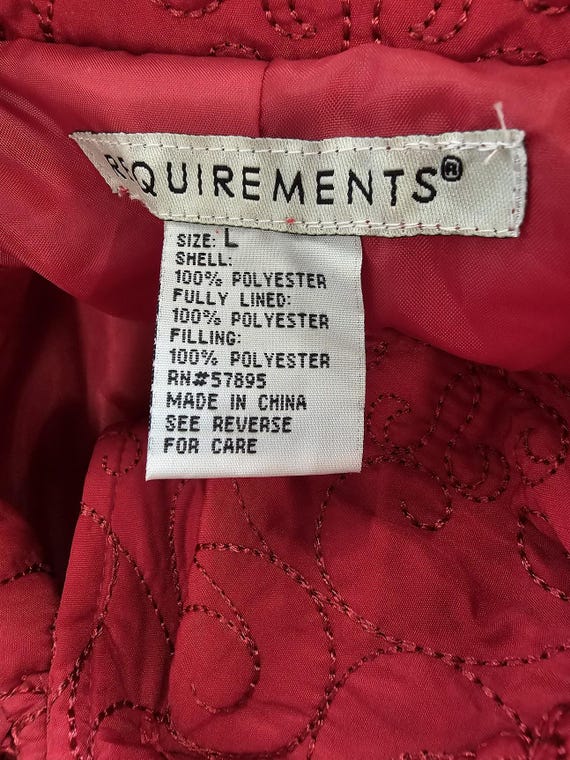 REQUIREMENTS®
SIZE: L
SHELL:
100% POLYESTER
FULLY LINED:
100% POLYESTER
FILLING:
100% POLYESTER
RN#57895
MADE IN CHINA
SEE REVERSE
FOR CARE